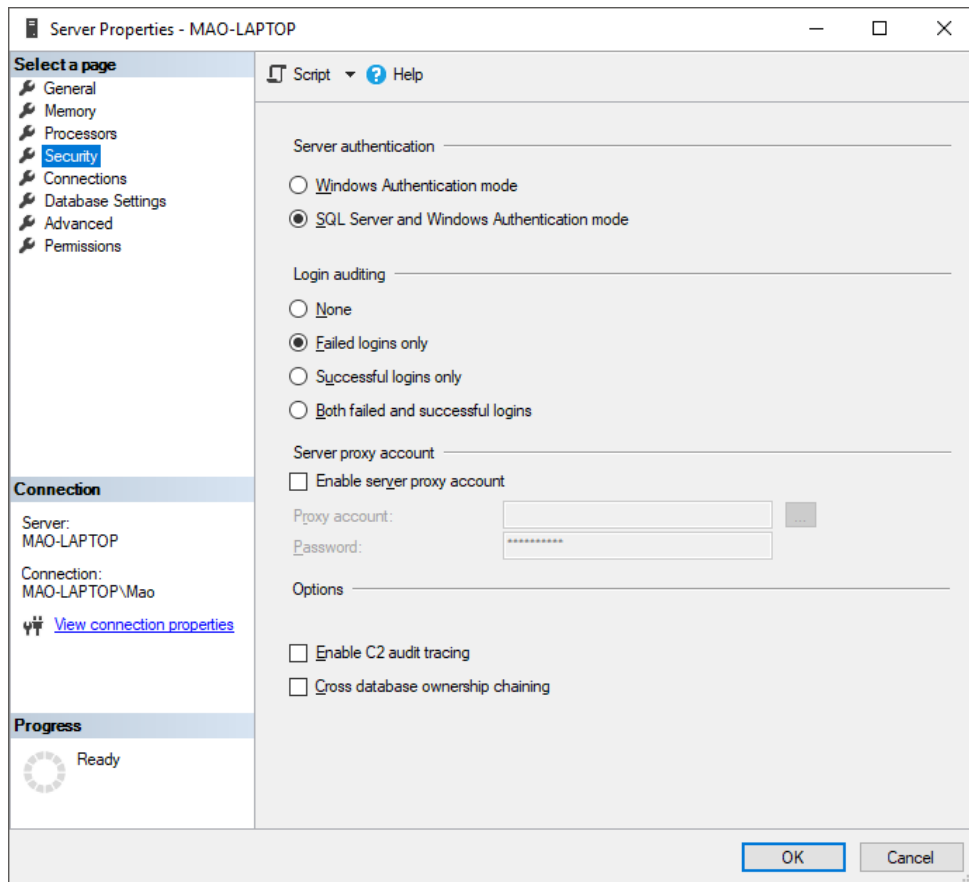 Server Properties - MAO-LAPTOP
Select a page
General
Memory
Processors
Security
Connections
Database Settings
Advanced
Permissions
Connection
Server:
MAO-LAPTOP
Connection:
MAO-LAPTOP\Mao
View connection properties
Progress
Ready
Script Help
Server authentication
Windows Authentication mode
SQL Server and Windows Authentication mode
Login auditing
None
Failed logins only
Successful logins only
Both failed and successful logins
Server proxy account
Enable server proxy account
Proxy account: ...
Password: **********
Options
Enable C2 audit tracing
Cross database ownership chaining
OK Cancel